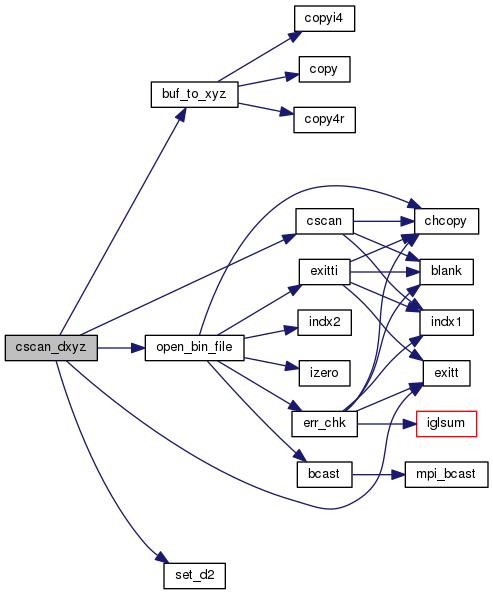 copyi4
copy
buf_to_xyz
copy4r
cscan
chcopy
exitti
blank
indx2
indx1
cscan_dxyz
open_bin_file
izero
exitt
err_chk
iglsum
bcast
mpi_bcast
set_d2